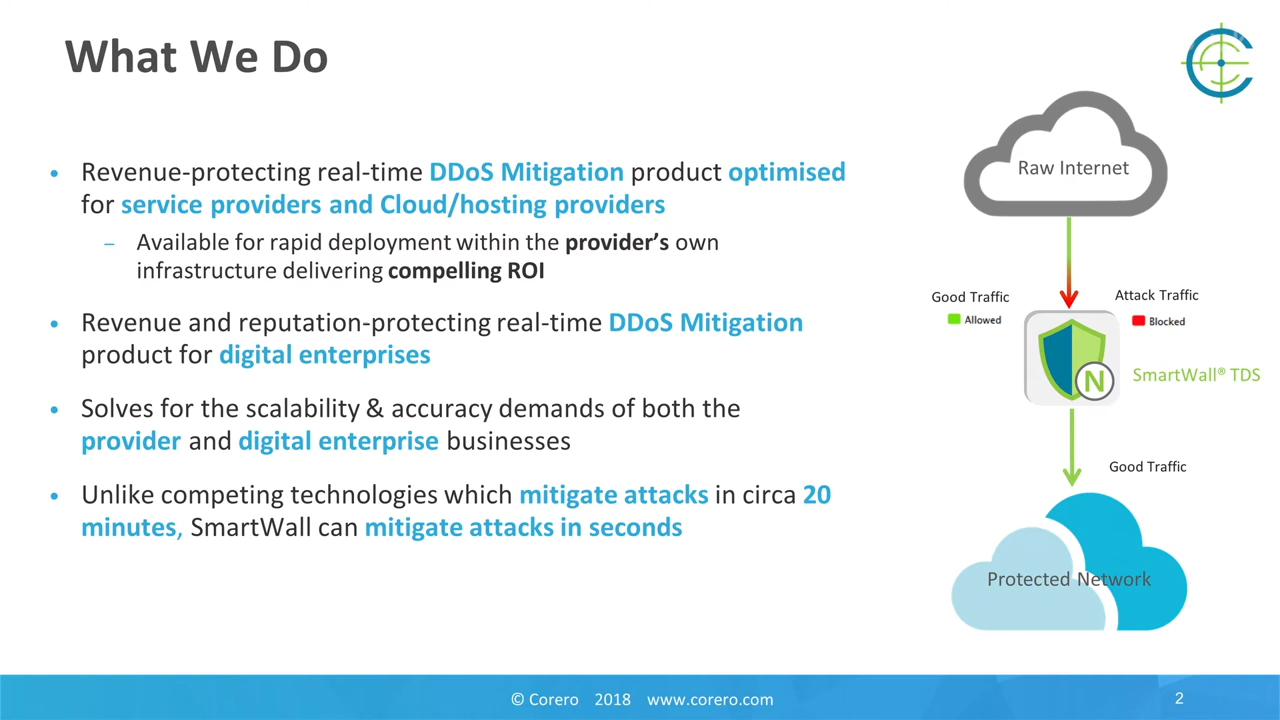 What We Do
• Revenue-protecting real-time DDoS Mitigation product optimised
for service providers and Cloud/hosting providers
– Available for rapid deployment within the provider’s own
infrastructure delivering compelling ROI
• Revenue and reputation-protecting real-time DDoS Mitigation
product for digital enterprises
• Solves for the scalability & accuracy demands of both the
provider and digital enterprise businesses
• Unlike competing technologies which mitigate attacks in circa 20
minutes, SmartWall can mitigate attacks in seconds
Raw Internet
Good Traffic
Allowed
Attack Traffic
Blocked
N
SmartWall® TDS
Good Traffic
Protected Network
© Corero 2018 www.corero.com
2